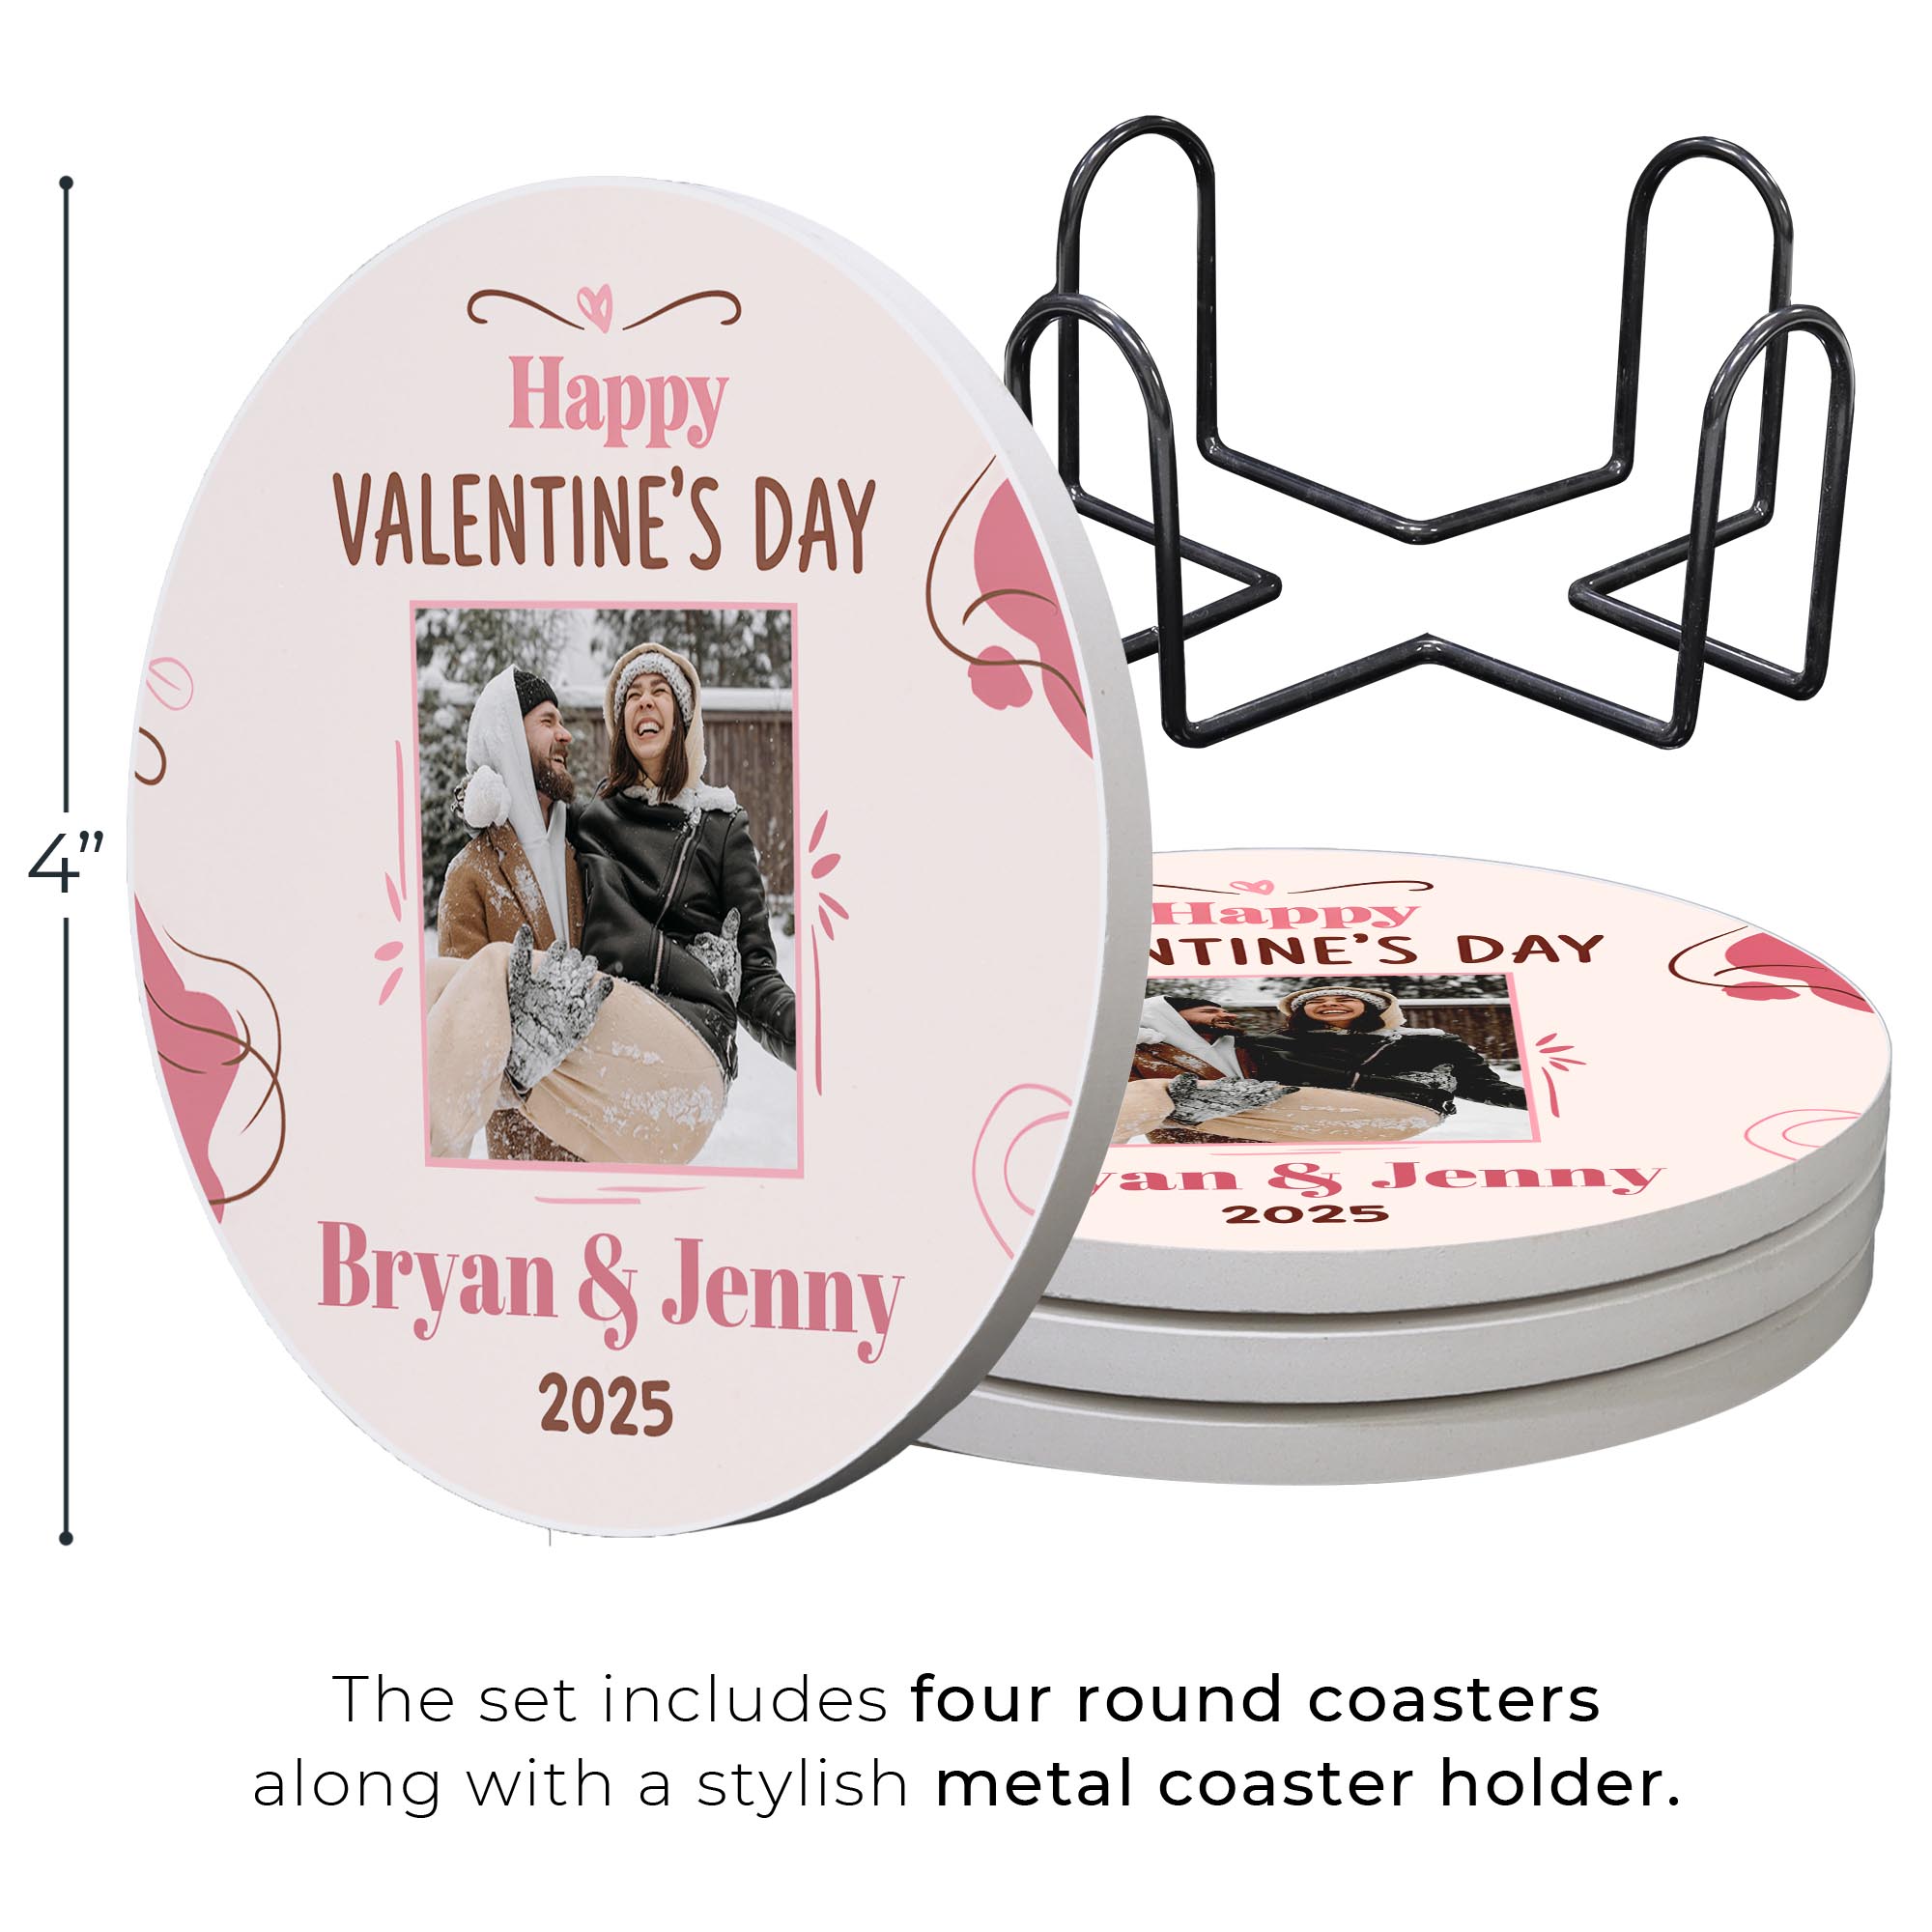 Happy
VALENTINE'S DAY
Bryan & Jenny
2025
4"
Happy
NTINE'S DAY
yan & Jenny
2025
The set includes four round coasters
along with a stylish metal coaster holder.